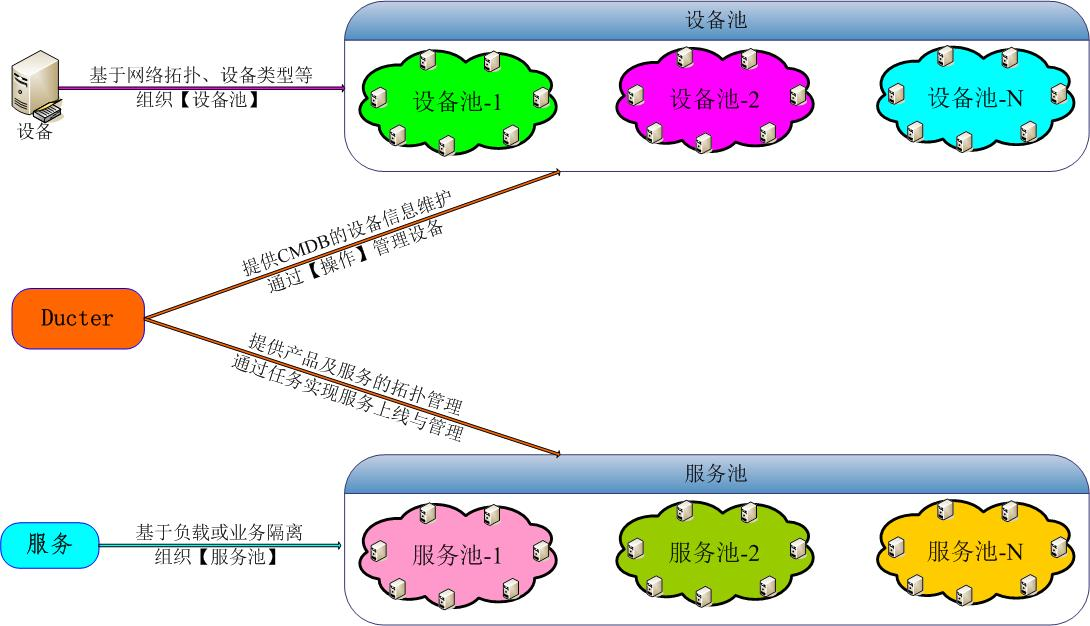 设备池
基于网络拓扑、设备类型等
组织【设备池】
设备
设备池-1
设备池-2
设备池-N
提供CMDB的设备信息维护
通过【操作】管理设备
Ducter
提供产品及服务的拓扑管理
通过任务实现服务上线与管理
服务池
服务
基于负载或业务隔离
组织【服务池】
服务池-1
服务池-2
服务池-N